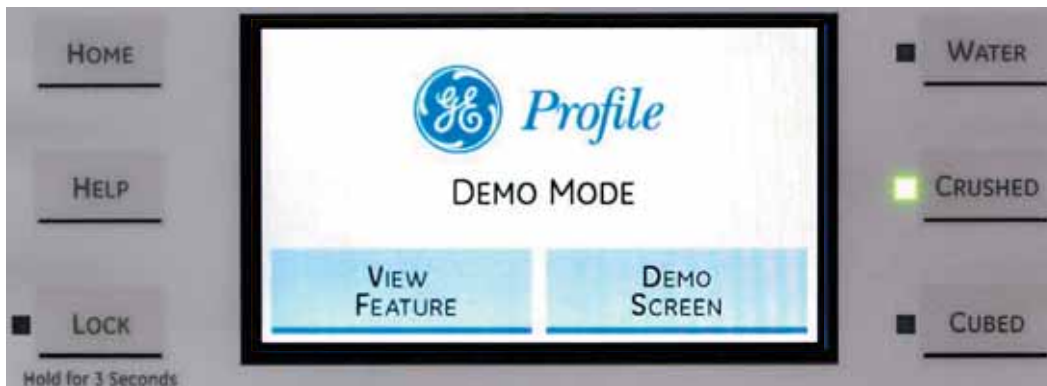 HOME
HELP
LOCK
Hold for 3 Seconds
GE Profile
DEMO MODE
VIEW
FEATURE
DEMO
SCREEN
WATER
CRUSHED
CUBED